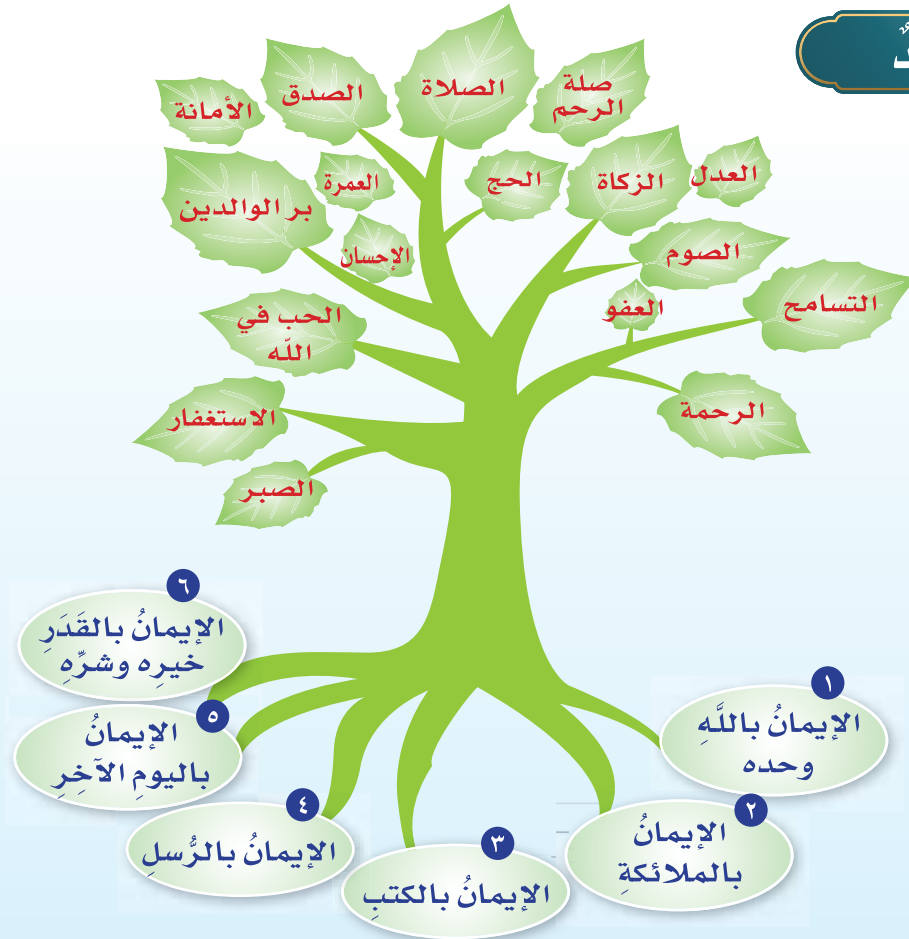 الصلاة
صلة
الرحم
الصدق
الأمانة
العدل
الزكاة
الحج
العمرة
بر الوالدين
الصوم
الإحسان
التسامح
العفو
الحب في
اللّه
الرحمة
الاستغفار
الصبر
١
الإيمانُ باللَّهِ
وحده
٢
الإيمانُ
بالملائكةِ
٣
الإيمانُ بالكتبِ
٤
الإيمانُ بالرُّسلِ
٥
الإيمانُ
باليومِ الآخِرِ
٦
الإيمانُ بالقَدَرِ
خيرِه وشرِّهِ